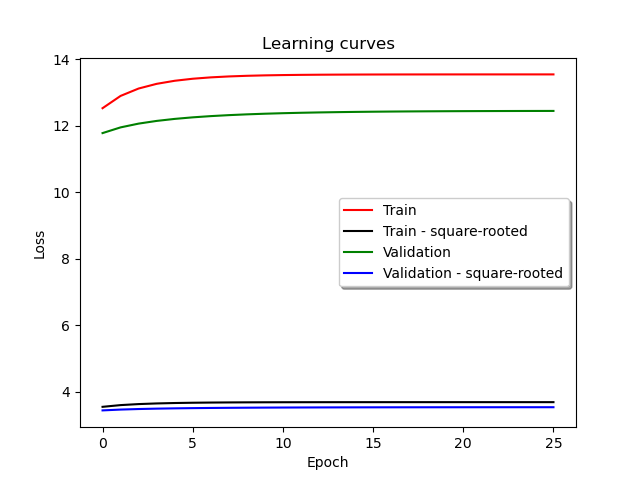 Learning curves
14
12
10
8
6
4
Loss
Train
Train - square-rooted
Validation
Validation - square-rooted
0 5 10 15 20 25
Epoch